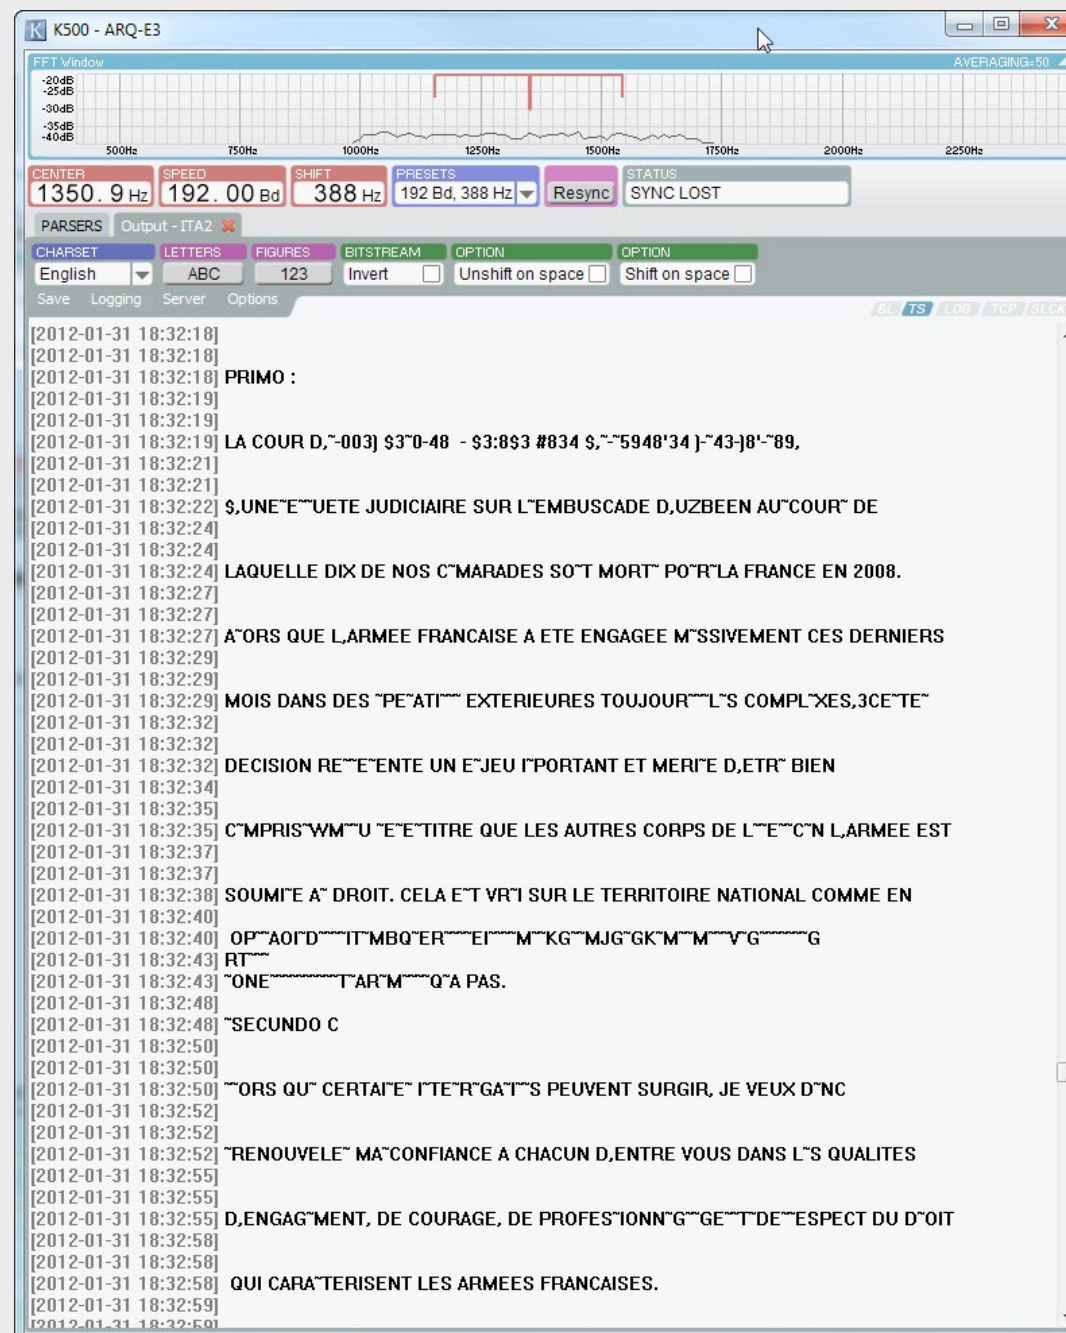 K500 - ARQ-E3
FFT Window AVERAGING=50
-20dB
-25dB
-30dB
-35dB
-40dB
500Hz 750Hz 1000Hz 1250Hz 1500Hz 1750Hz 2000Hz 2250Hz
CENTER SPEED SHIFT PRESETS STATUS
1350.9 Hz 192.00 Bd 388 Hz 192 Bd, 388 Hz Resync SYNC LOST
PARSERS Output - ITA2
CHARSET LETTERS FIGURES BITSTREAM OPTION OPTION
English ABC 123 Invert Unshift on space Shift on space
Save Logging Server Options
BL TS LOG TCP SLCK
[2012-01-31 18:32:18]
[2012-01-31 18:32:18]
[2012-01-31 18:32:18] PRIMO :
[2012-01-31 18:32:19]
[2012-01-31 18:32:19]
[2012-01-31 18:32:19] LA COUR D,~-003) $3~0-48  - $3:8$3 #834 $,~-~5948'34 )-~43-)8'-~89,
[2012-01-31 18:32:21]
[2012-01-31 18:32:21]
[2012-01-31 18:32:22] $,UNE~E~~UETE JUDICIAIRE SUR L~EMBUSCADE D,UZBEEN AU~COUR~ DE
[2012-01-31 18:32:24]
[2012-01-31 18:32:24]
[2012-01-31 18:32:24] LAQUELLE DIX DE NOS C~MARADES SO~T MORT~ PO~R~LA FRANCE EN 2008.
[2012-01-31 18:32:27]
[2012-01-31 18:32:27]
[2012-01-31 18:32:27] A~ORS QUE L,ARMEE FRANCAISE A ETE ENGAGEE M~SSIVEMENT CES DERNIERS
[2012-01-31 18:32:29]
[2012-01-31 18:32:29]
[2012-01-31 18:32:29] MOIS DANS DES ~PE~ATI~~~ EXTERIEURES TOUJOUR~~~L~S COMPL~XES,3CE~TE~
[2012-01-31 18:32:32]
[2012-01-31 18:32:32]
[2012-01-31 18:32:32] DECISION RE~~E~ENTE UN E~JEU I~PORTANT ET MERI~E D,ETR~ BIEN
[2012-01-31 18:32:34]
[2012-01-31 18:32:35]
[2012-01-31 18:32:35] C~MPRIS~WM~~U ~E~E~TITRE QUE LES AUTRES CORPS DE L~~E~~C~N L,ARMEE EST
[2012-01-31 18:32:37]
[2012-01-31 18:32:37]
[2012-01-31 18:32:38] SOUMI~E A~ DROIT. CELA E~T VR~I SUR LE TERRITOIRE NATIONAL COMME EN
[2012-01-31 18:32:40]
[2012-01-31 18:32:40] OP~~AOI~D~~~~IT~MBQ~ER~~~~EI~~~~M~~KG~~MJG~GK~M~~M~~~V~G~~~~~~~G
[2012-01-31 18:32:43] RT~~~
[2012-01-31 18:32:43] ~ONE~~~~~~~~~~T~AR~M~~~~Q~A PAS.
[2012-01-31 18:32:48]
[2012-01-31 18:32:48] ~SECUNDO C
[2012-01-31 18:32:50]
[2012-01-31 18:32:50]
[2012-01-31 18:32:50] ~~ORS QU~ CERTAI~E~ I~TE~R~GA~I~~S PEUVENT SURGIR, JE VEUX D~NC
[2012-01-31 18:32:52]
[2012-01-31 18:32:52]
[2012-01-31 18:32:52] ~RENOUVELE~ MA~CONFIANCE A CHACUN D,ENTRE VOUS DANS L~S QUALITES
[2012-01-31 18:32:55]
[2012-01-31 18:32:55]
[2012-01-31 18:32:55] D,ENGAG~MENT, DE COURAGE, DE PROFES~IONN~G~~GE~~T~DE~~ESPECT DU D~OIT
[2012-01-31 18:32:58]
[2012-01-31 18:32:58]
[2012-01-31 18:32:58] QUI CARA~TERISENT LES ARMEES FRANCAISES.
[2012-01-31 18:32:59]
[2012-01-31 18:32:59]